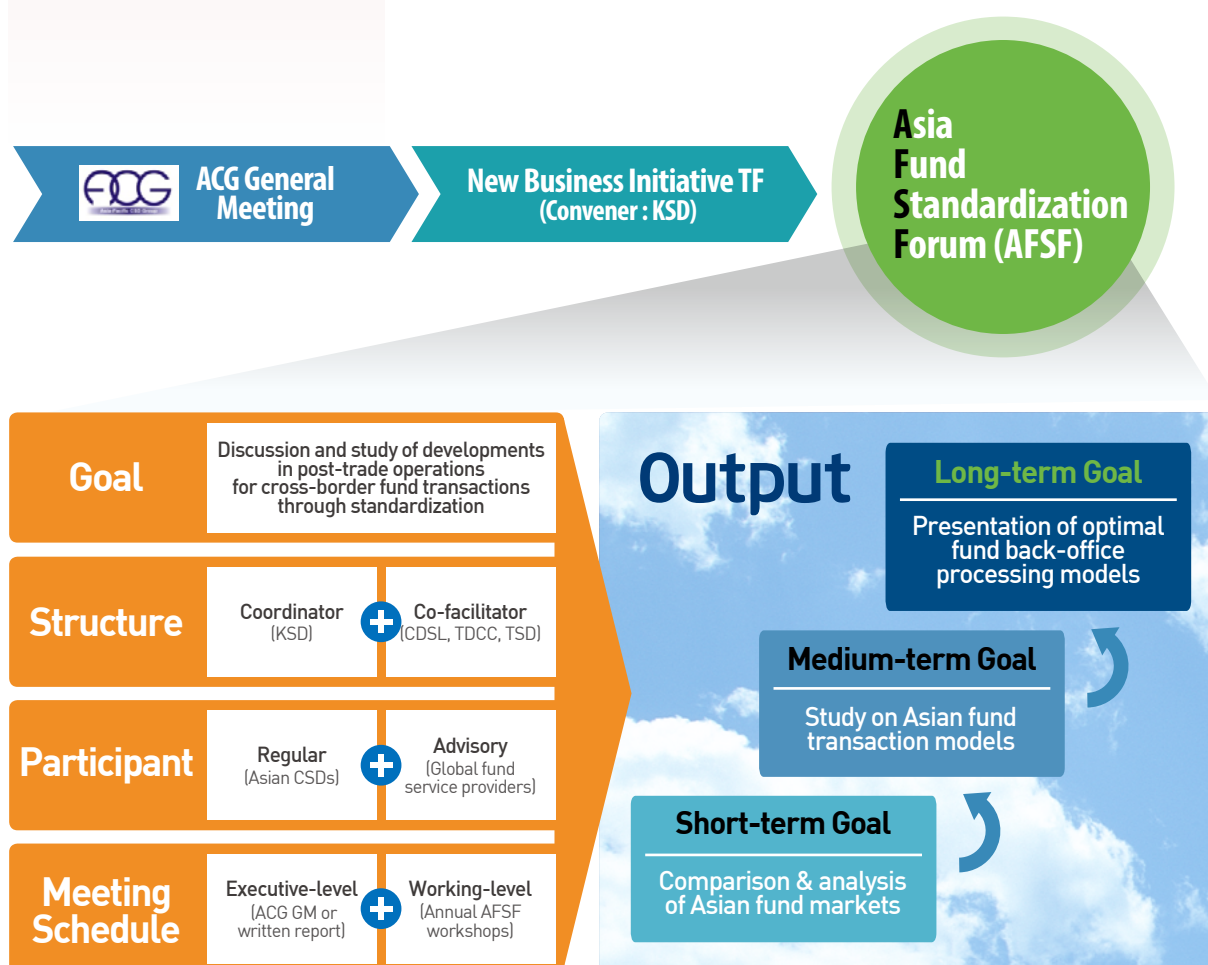 ACG
Asia Pacific CSD Group
ACG General
Meeting
New Business Initiative TF
(Convener : KSD)
Asia
Fund
Standardization
Forum (AFSF)
Goal
Discussion and study of developments
in post-trade operations
for cross-border fund transactions
through standardization
Structure
Coordinator
(KSD)
+
Co-facilitator
(CDSL, TDCC, TSD)
Participant
Regular
(Asian CSDs)
+
Advisory
(Global fund
service providers)
Meeting
Schedule
Executive-level
(ACG GM or
written report)
+
Working-level
(Annual AFSF
workshops)
Output
Long-term Goal
Presentation of optimal
fund back-office
processing models
Medium-term Goal
Study on Asian fund
transaction models
Short-term Goal
Comparison & analysis
of Asian fund markets